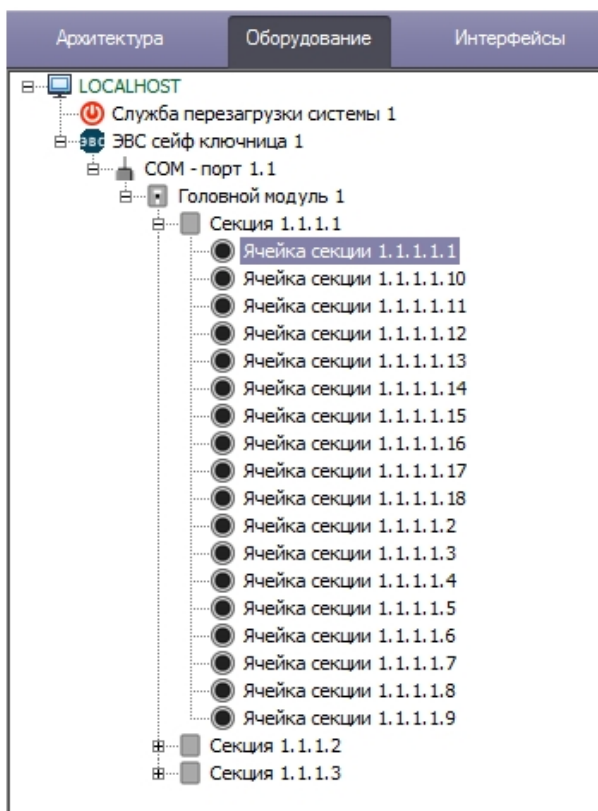 Архитектура Оборудование Интерфейсы
LOCALHOST
Служба перезагрузки системы 1
ЭВС ЭВС сейф ключница 1
COM - порт 1.1
Головной модуль 1
Секция 1.1.1.1
Ячейка секции 1.1.1.1.1
Ячейка секции 1.1.1.1.10
Ячейка секции 1.1.1.1.11
Ячейка секции 1.1.1.1.12
Ячейка секции 1.1.1.1.13
Ячейка секции 1.1.1.1.14
Ячейка секции 1.1.1.1.15
Ячейка секции 1.1.1.1.16
Ячейка секции 1.1.1.1.17
Ячейка секции 1.1.1.1.18
Ячейка секции 1.1.1.1.2
Ячейка секции 1.1.1.1.3
Ячейка секции 1.1.1.1.4
Ячейка секции 1.1.1.1.5
Ячейка секции 1.1.1.1.6
Ячейка секции 1.1.1.1.7
Ячейка секции 1.1.1.1.8
Ячейка секции 1.1.1.1.9
Секция 1.1.1.2
Секция 1.1.1.3